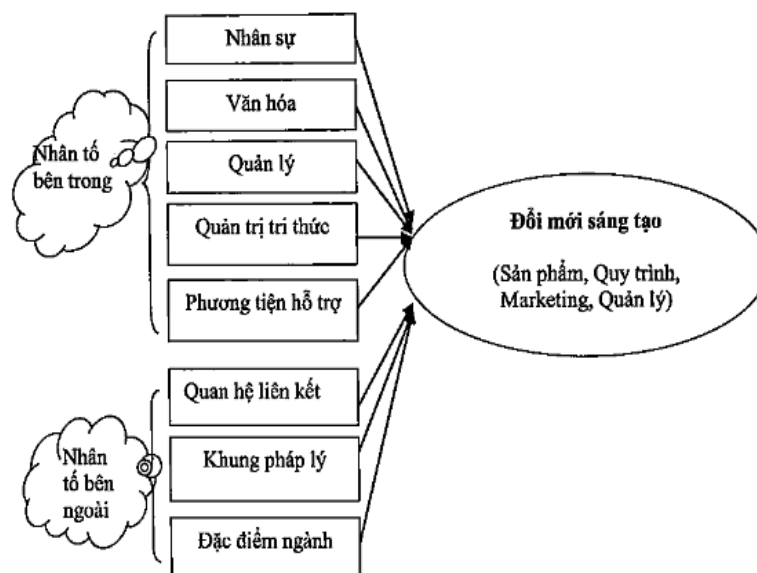 Nhân sự
Văn hóa
Nhân tố
bên trong
Quản lý
Quản trị tri thức
Phương tiện hỗ trợ
Đổi mới sáng tạo
(Sản phẩm, Quy trình,
Marketing, Quản lý)
Quan hệ liên kết
Nhân
tố bên
ngoài
Khung pháp lý
Đặc điểm ngành